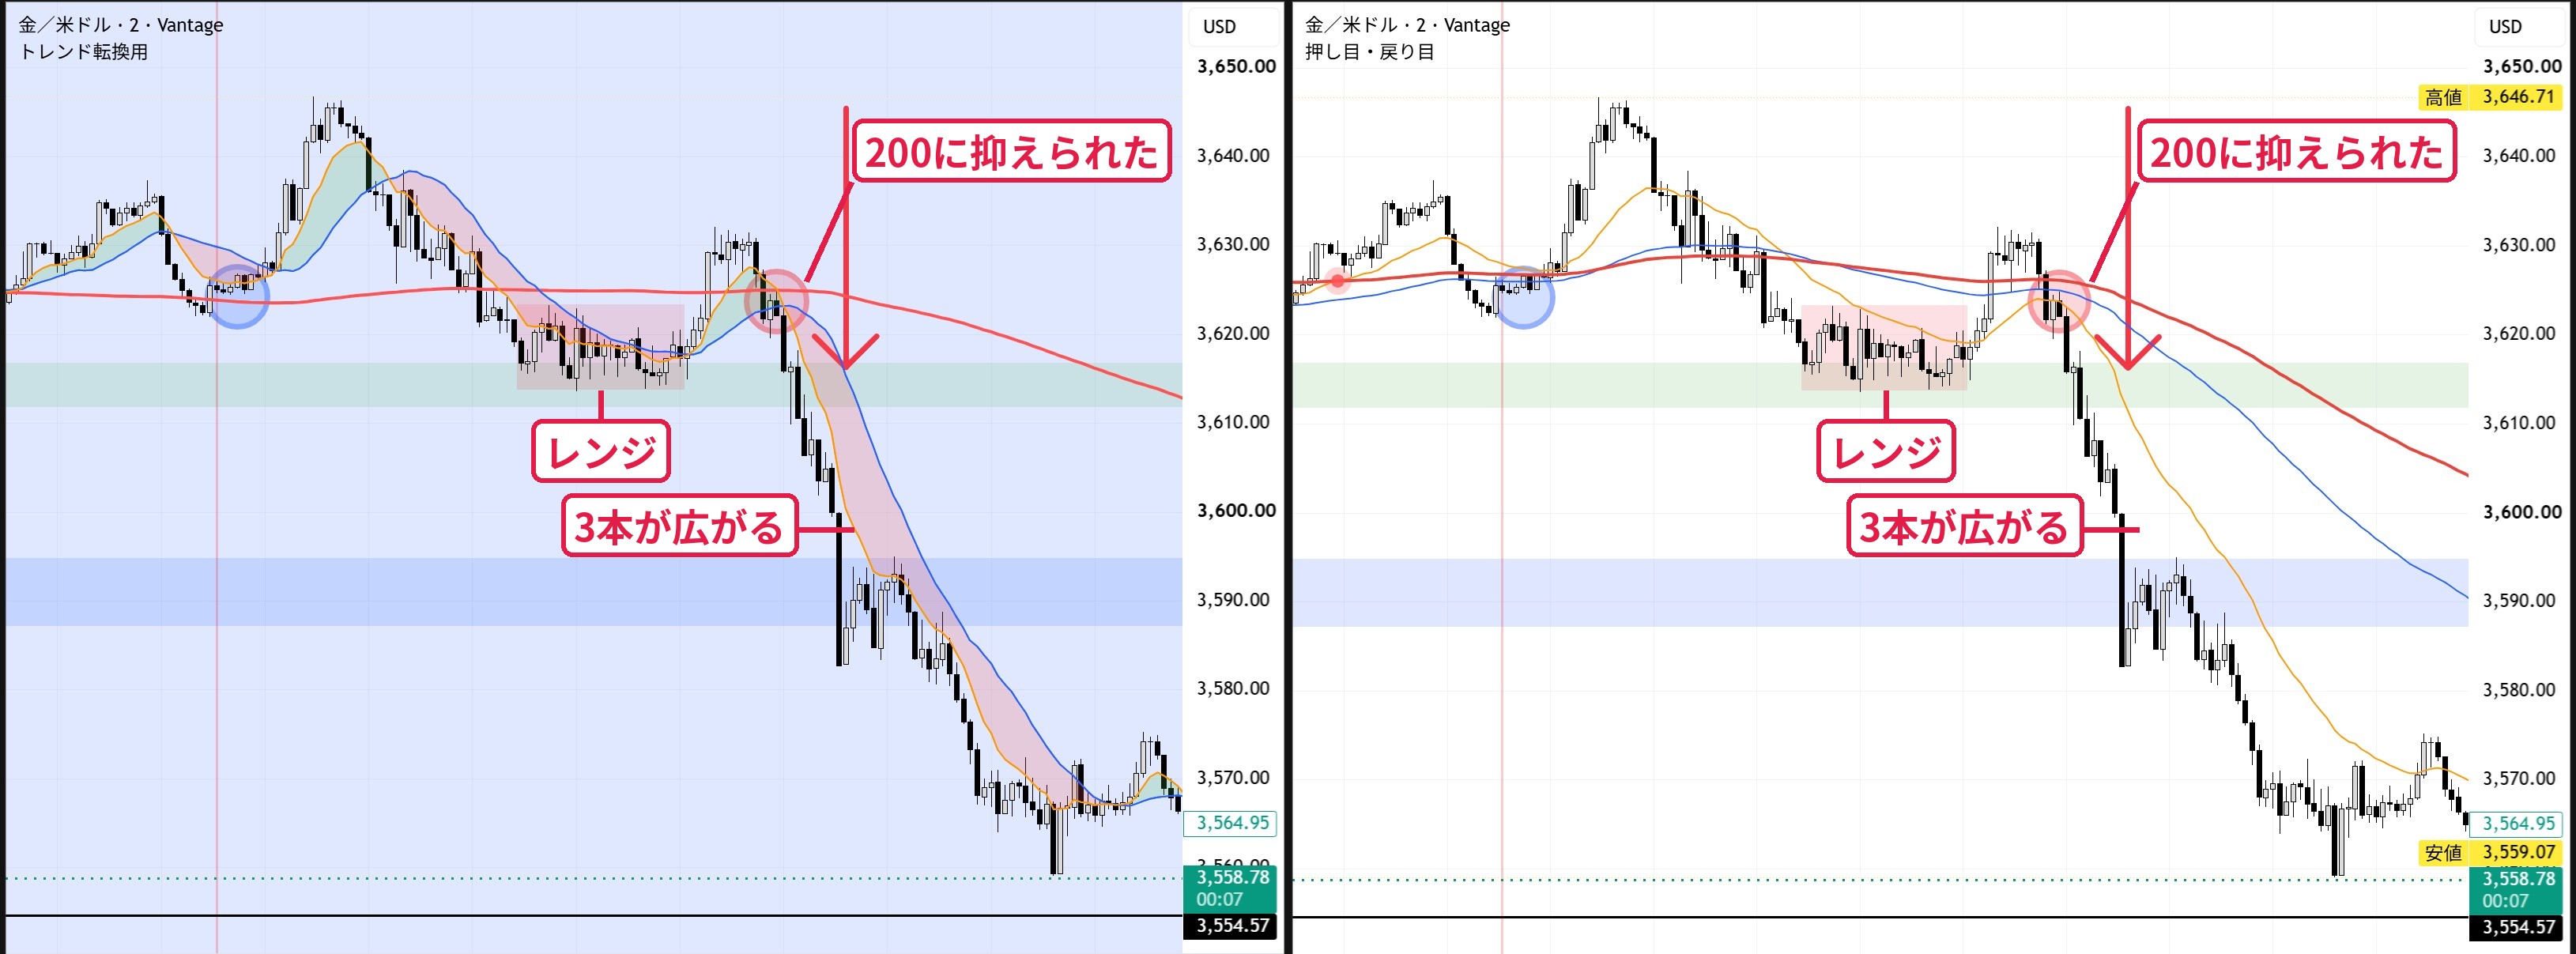 金／米ドル・2・Vantage
トレンド転換用
USD
3,650.00
3,640.00
3,630.00
3,620.00
3,610.00
3,600.00
3,590.00
3,580.00
3,570.00
3,564.95
3,560.00
3,558.78
00:07
3,554.57
200に抑えられた
レンジ
3本が広がる
金／米ドル・2・Vantage
押し目・戻り目
USD
3,650.00
高値 3,646.71
3,640.00
3,630.00
3,620.00
3,610.00
3,600.00
3,590.00
3,580.00
3,570.00
3,564.95
安値 3,559.07
3,558.78
00:07
3,554.57
200に抑えられた
レンジ
3本が広がる